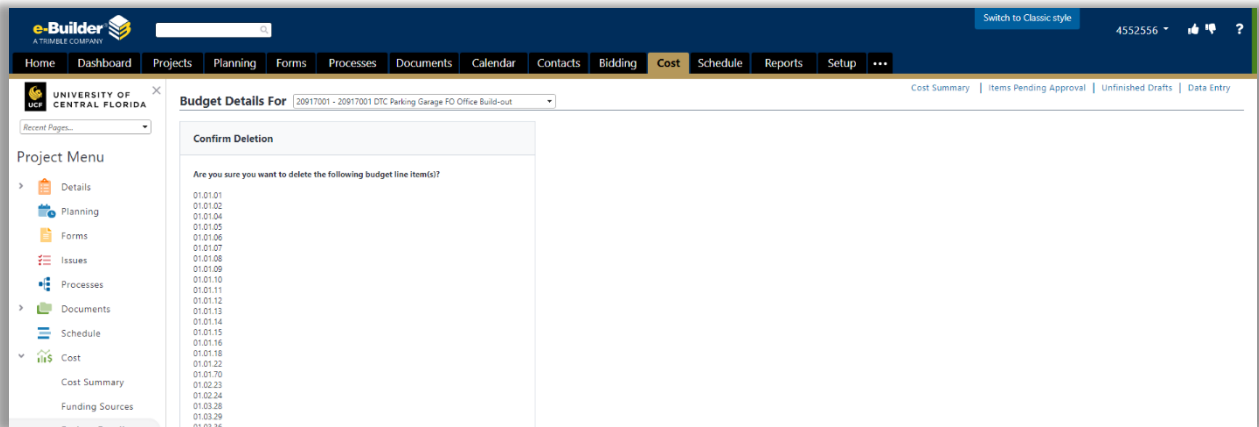 e-Builder
A TRIMBLE COMPANY
Switch to Classic style
4552556
?
Home Dashboard Projects Planning Forms Processes Documents Calendar Contacts Bidding Cost Schedule Reports Setup •••
UCF
UNIVERSITY OF
CENTRAL FLORIDA
Recent Pages...
Project Menu
Details
Planning
Forms
Issues
Processes
Documents
Schedule
Cost
Cost Summary
Funding Sources
Cost Summary | Items Pending Approval | Unfinished Drafts | Data Entry
Budget Details For 20917001 - 20917001 DTC Parking Garage FO Office Build-out
Confirm Deletion
Are you sure you want to delete the following budget line item(s)?
01.01.01
01.01.02
01.01.04
01.01.05
01.01.06
01.01.07
01.01.08
01.01.09
01.01.10
01.01.11
01.01.12
01.01.13
01.01.14
01.01.15
01.01.16
01.01.18
01.01.22
01.01.70
01.02.23
01.02.24
01.03.28
01.03.29